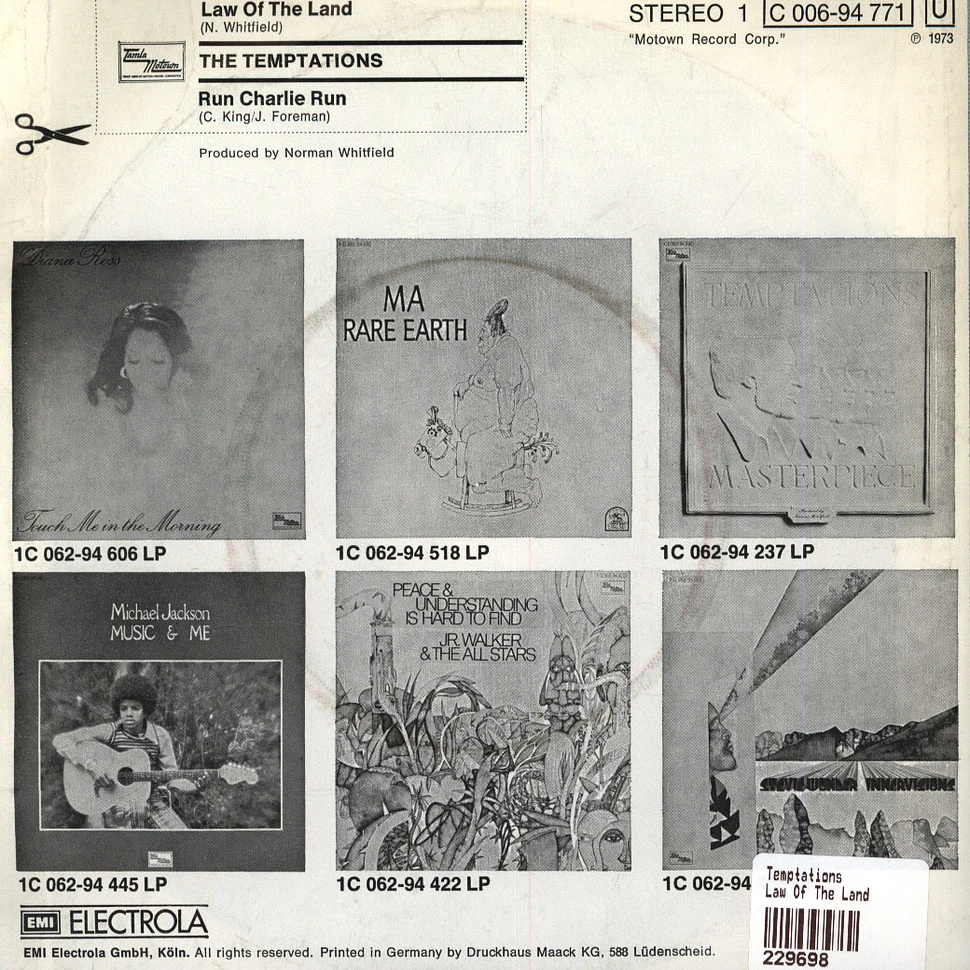 Law Of The Land
(N. Whitfield)
STEREO 1 C 006-94 771 U
"Motown Record Corp." ℗ 1973
Tamla Motown
THE TEMPTATIONS
Run Charlie Run
(C. King/J. Foreman)
Produced by Norman Whitfield
Diana Ross
Touch Me in the Morning
MA
RARE EARTH
TEMPTATIONS
MASTERPIECE
1C 062-94 606 LP
1C 062-94 518 LP
1C 062-94 237 LP
Michael Jackson
MUSIC & ME
PEACE &
UNDERSTANDING
IS HARD TO FIND
JR. WALKER
& THE ALL STARS
STEVIE WONDER INNERVISIONS
1C 062-94 445 LP
1C 062-94 422 LP
1C 062-94
Temptations
Law Of The Land
229698
EMI ELECTROLA
EMI Electrola GmbH, Köln. All rights reserved. Printed in Germany by Druckhaus Maack KG, 588 Lüdenscheid.